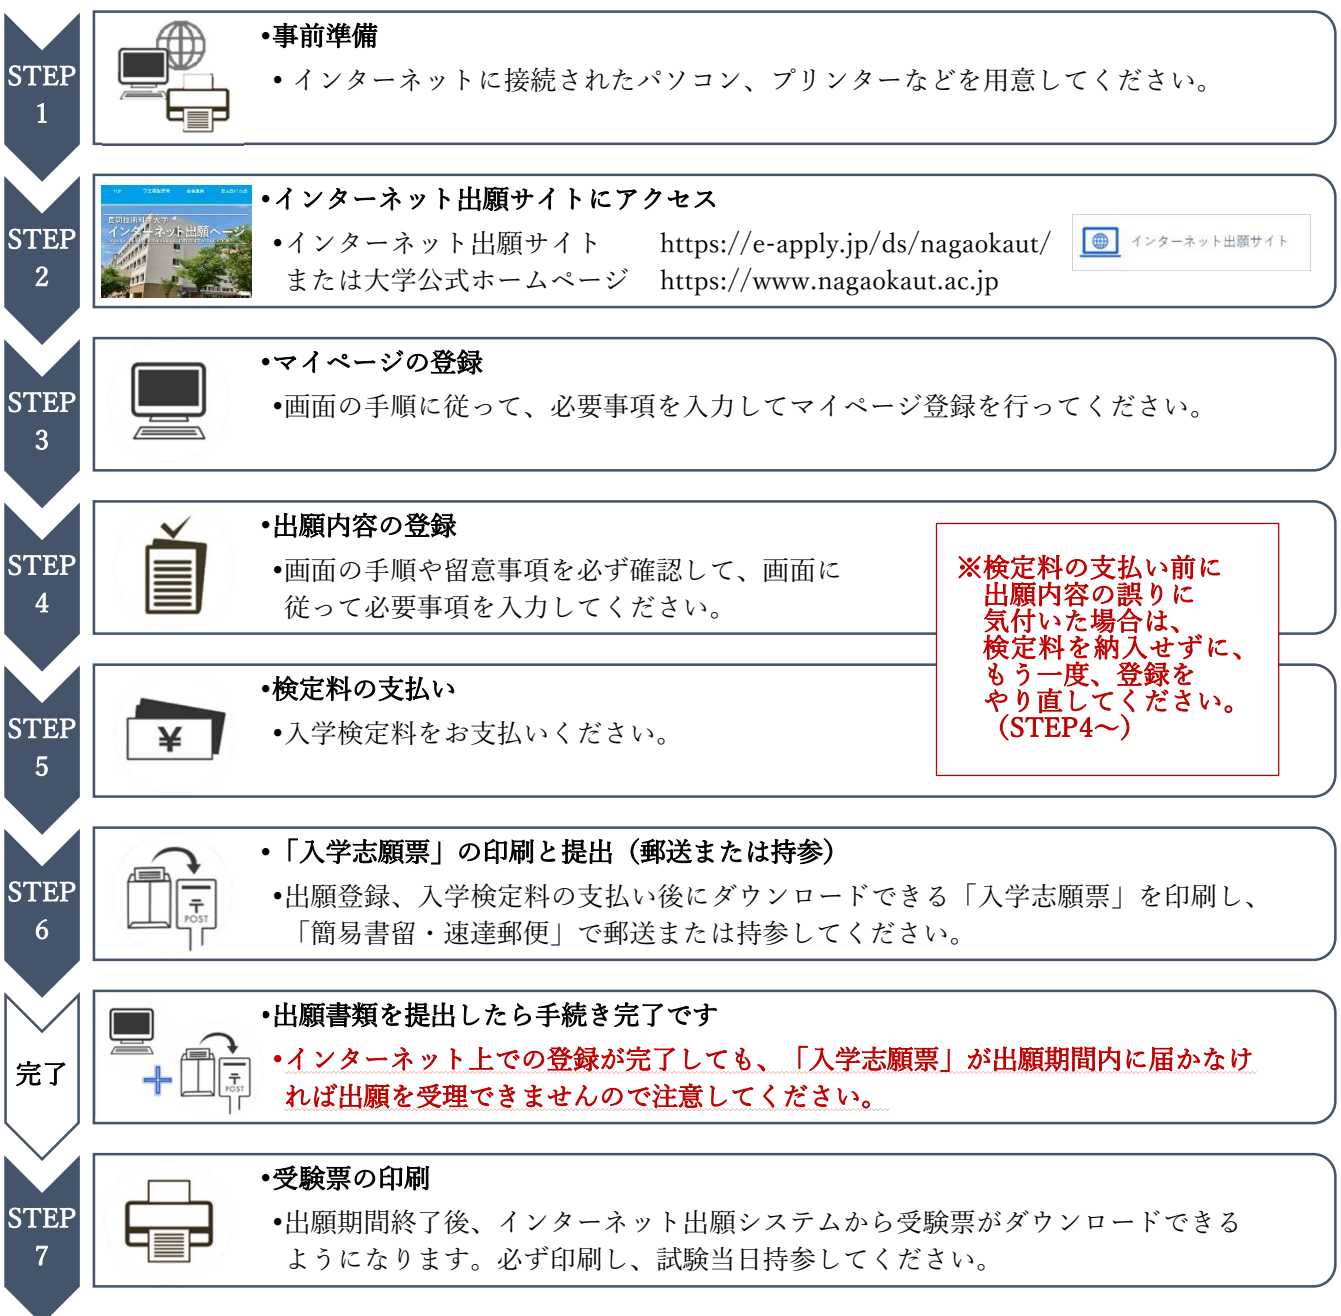 STEP
1
•事前準備
•インターネットに接続されたパソコン、プリンターなどを用意してください。
STEP
2
長岡技術科学大学
インターネット出願ページ
•インターネット出願サイトにアクセス
•インターネット出願サイト https://e-apply.jp/ds/nagaokaut/
または大学公式ホームページ https://www.nagaokaut.ac.jp
インターネット出願サイト
STEP
3
•マイページの登録
•画面の手順に従って、必要事項を入力してマイページ登録を行ってください。
STEP
4
•出願内容の登録
•画面の手順や留意事項を必ず確認して、画面に
従って必要事項を入力してください。
※検定料の支払い前に
出願内容の誤りに
気付いた場合は、
検定料を納入せずに、
もう一度、登録を
やり直してください。
（STEP4～）
STEP
5
¥
•検定料の支払い
•入学検定料をお支払いください。
STEP
6
〒
POST
•「入学志願票」の印刷と提出（郵送または持参）
•出願登録、入学検定料の支払い後にダウンロードできる「入学志願票」を印刷し、
「簡易書留・速達郵便」で郵送または持参してください。
完了
〒
POST
•出願書類を提出したら手続き完了です
•インターネット上での登録が完了しても、「入学志願票」が出願期間内に届かなけ
れば出願を受理できませんので注意してください。
STEP
7
•受験票の印刷
•出願期間終了後、インターネット出願システムから受験票がダウンロードできる
ようになります。必ず印刷し、試験当日持参してください。